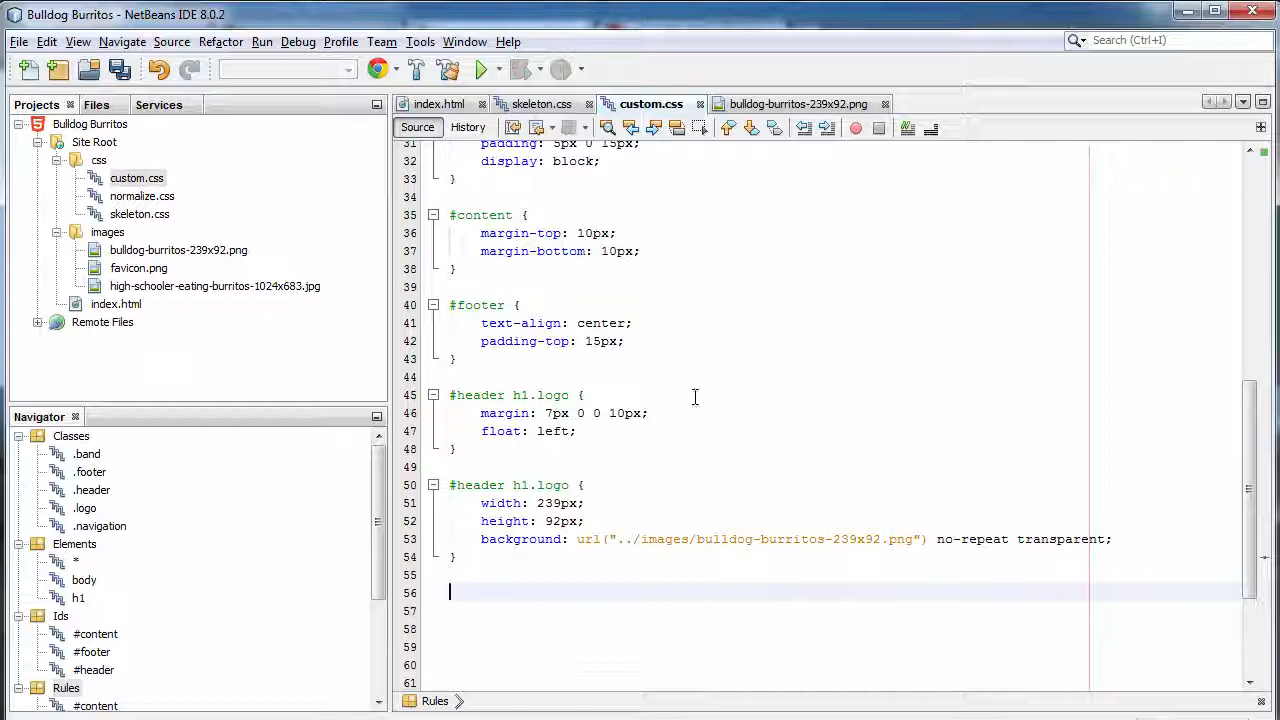 Bulldog Burritos - NetBeans IDE 8.0.2
File Edit View Navigate Source Refactor Run Debug Profile Team Tools Window Help
Search (Ctrl+I)
Projects Files Services
Bulldog Burritos
Site Root
css
custom.css
normalize.css
skeleton.css
images
bulldog-burritos-239x92.png
favicon.png
high-schooler-eating-burritos-1024x683.jpg
index.html
Remote Files
Navigator
Classes
.band
.footer
.header
.logo
.navigation
Elements
*
body
h1
Ids
#content
#footer
#header
Rules
#content
index.html skeleton.css custom.css bulldog-burritos-239x92.png
Source History
31 padding: 5px 0 15px;
32 display: block;
33 }
34
35 #content {
36 margin-top: 10px;
37 margin-bottom: 10px;
38 }
39
40 #footer {
41 text-align: center;
42 padding-top: 15px;
43 }
44
45 #header h1.logo {
46 margin: 7px 0 0 10px;
47 float: left;
48 }
49
50 #header h1.logo {
51 width: 239px;
52 height: 92px;
53 background: url("../images/bulldog-burritos-239x92.png") no-repeat transparent;
54 }
55
56
57
58
59
60
61
Rules